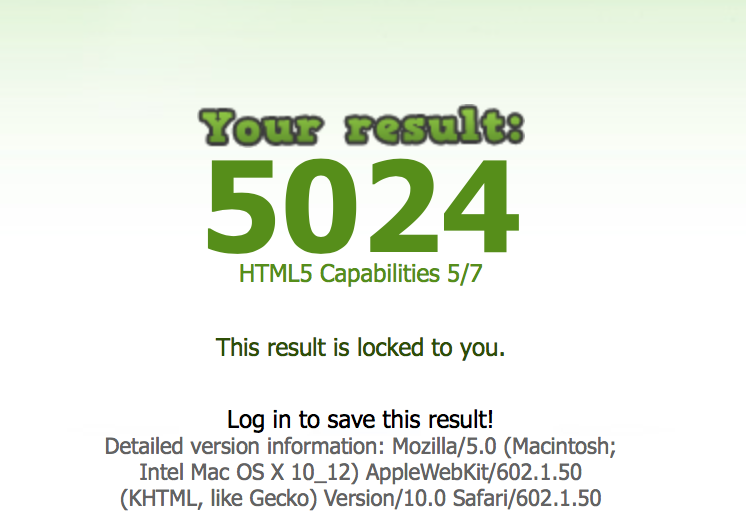 Your result:
5024
HTML5 Capabilities 5/7
This result is locked to you.
Log in to save this result!
Detailed version information: Mozilla/5.0 (Macintosh;
Intel Mac OS X 10_12) AppleWebKit/602.1.50
(KHTML, like Gecko) Version/10.0 Safari/602.1.50